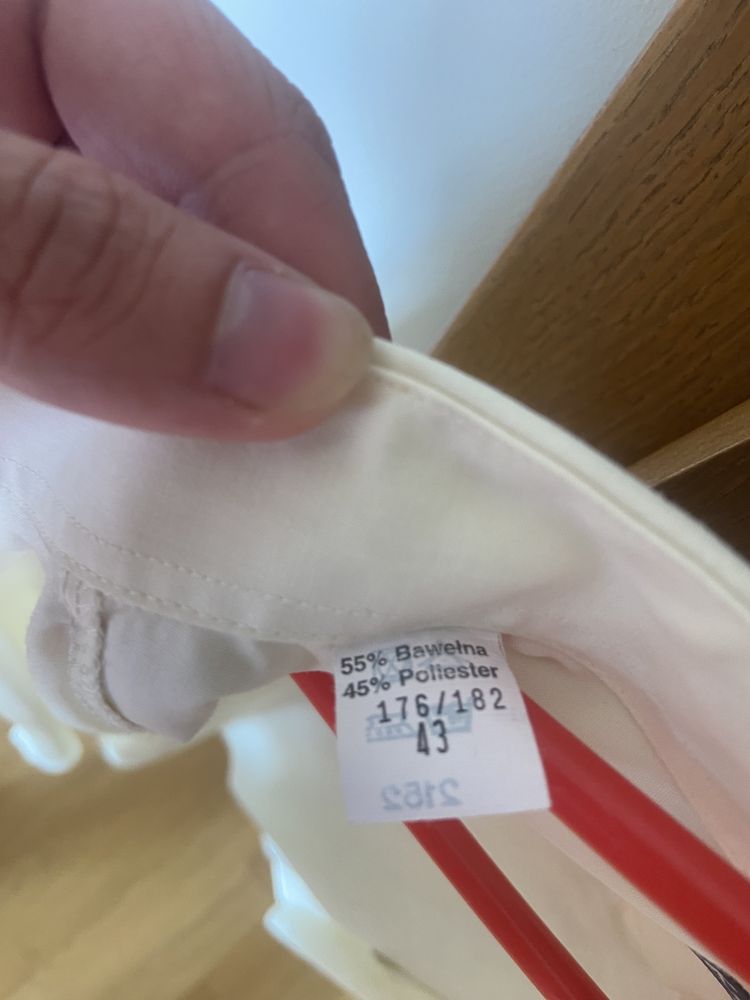 55% Bawełna
45% Poliester
176/182
43
2152